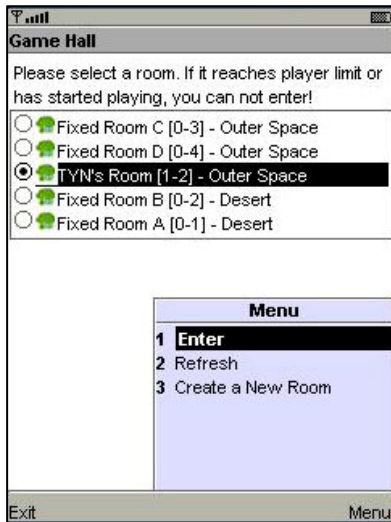 Game Hall
Please select a room. If it reaches player limit or
has started playing, you can not enter!
Fixed Room C [0-3] - Outer Space
Fixed Room D [0-4] - Outer Space
TYN's Room [1-2] - Outer Space
Fixed Room B [0-2] - Desert
Fixed Room A [0-1] - Desert
Menu
1 Enter
2 Refresh
3 Create a New Room
Exit Menu